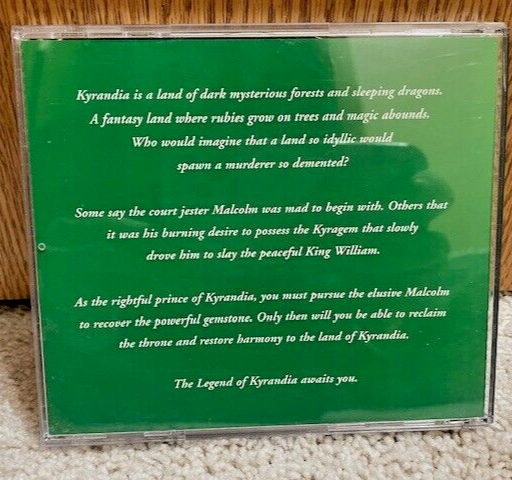 Kyrandia is a land of dark mysterious forests and sleeping dragons.
A fantasy land where rubies grow on trees and magic abounds.
Who would imagine that a land so idyllic would
spawn a murderer so demented?
Some say the court jester Malcolm was mad to begin with. Others that
it was his burning desire to possess the Kyragem that slowly
drove him to slay the peaceful King William.
As the rightful prince of Kyrandia, you must pursue the elusive Malcolm
to recover the powerful gemstone. Only then will you be able to reclaim
the throne and restore harmony to the land of Kyrandia.
The Legend of Kyrandia awaits you.